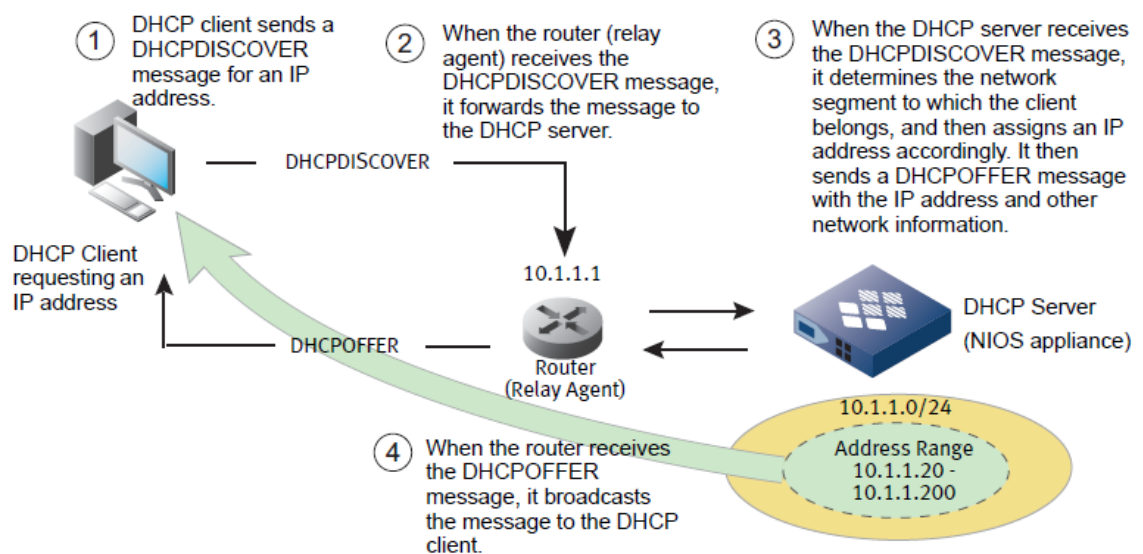 1
DHCP client sends a
DHCPDISCOVER
message for an IP
address.
2
When the router (relay
agent) receives the
DHCPDISCOVER message,
it forwards the message to
the DHCP server.
3
When the DHCP server receives
the DHCPDISCOVER message,
it determines the network
segment to which the client
belongs, and then assigns an IP
address accordingly. It then
sends a DHCPOFFER message
with the IP address and other
network information.
DHCPDISCOVER
DHCP Client
requesting an
IP address
10.1.1.1
DHCPOFFER
Router
(Relay Agent)
DHCP Server
(NIOS appliance)
10.1.1.0/24
Address Range
10.1.1.20 -
10.1.1.200
4
When the router receives
the DHCPOFFER
message, it broadcasts
the message to the DHCP
client.